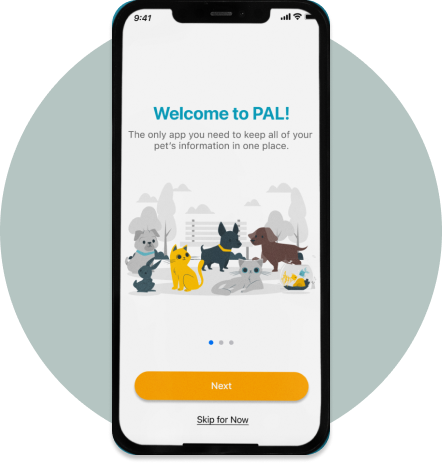 9:41
Welcome to PAL!
The only app you need to keep all of your
pet's information in one place.
Next
Skip for Now